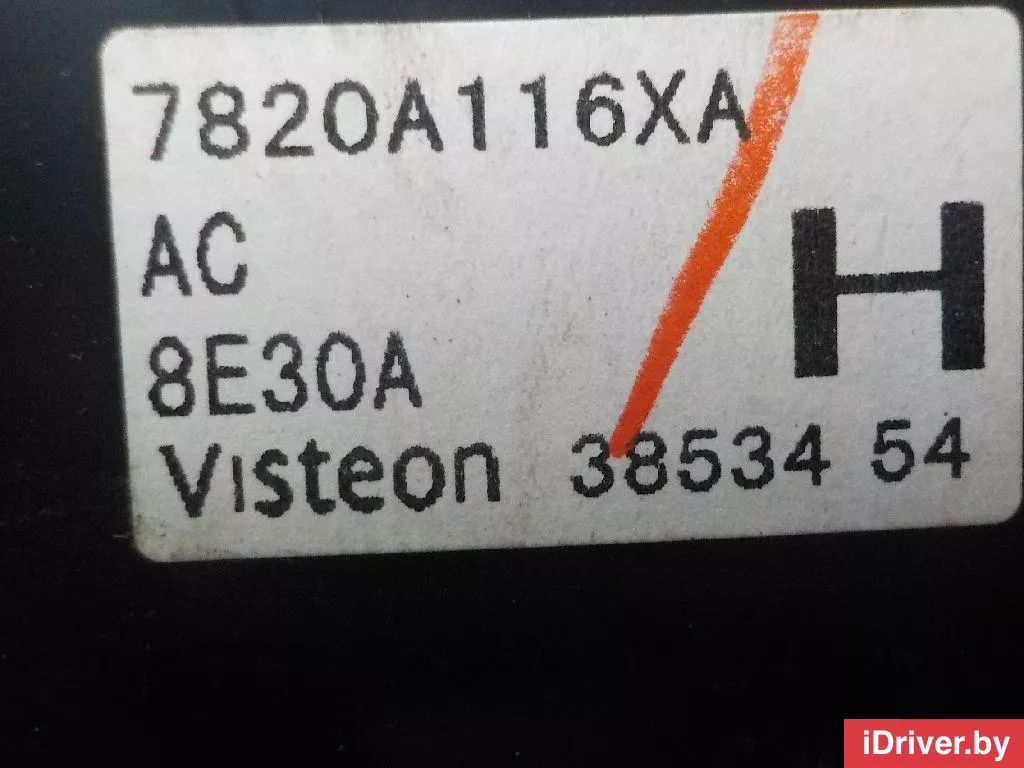 7820A116XA
AC
H
8E30A
Visteon 38534 54
iDriver.by